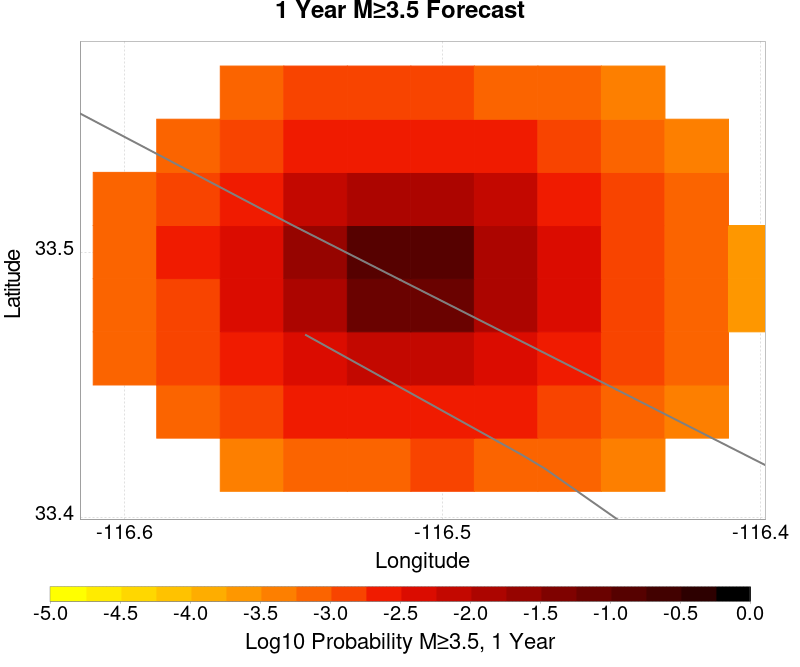 1 Year M≥3.5 Forecast
Latitude
33.5
33.4
-116.6 -116.5 -116.4
Longitude
-5.0 -4.5 -4.0 -3.5 -3.0 -2.5 -2.0 -1.5 -1.0 -0.5 0.0
Log10 Probability M≥3.5, 1 Year